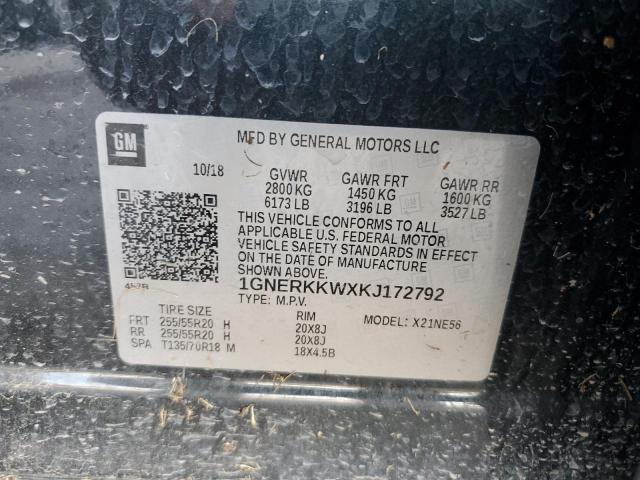 GM
MFD BY GENERAL MOTORS LLC
10/18
GVWR GAWR FRT GAWR RR
2800 KG 1450 KG 1600 KG
6173 LB 3196 LB 3527 LB
THIS VEHICLE CONFORMS TO ALL
APPLICABLE U.S. FEDERAL MOTOR
VEHICLE SAFETY STANDARDS IN EFFECT
ON THE DATE OF MANUFACTURE
SHOWN ABOVE.
1GNERKKWXKJ172792
TYPE: M.P.V. MODEL: X21NE56
TIRE SIZE RIM
FRT 255/55R20 H 20X8J
RR 255/55R20 H 20X8J
SPA T135/70R18 M 18X4.5B